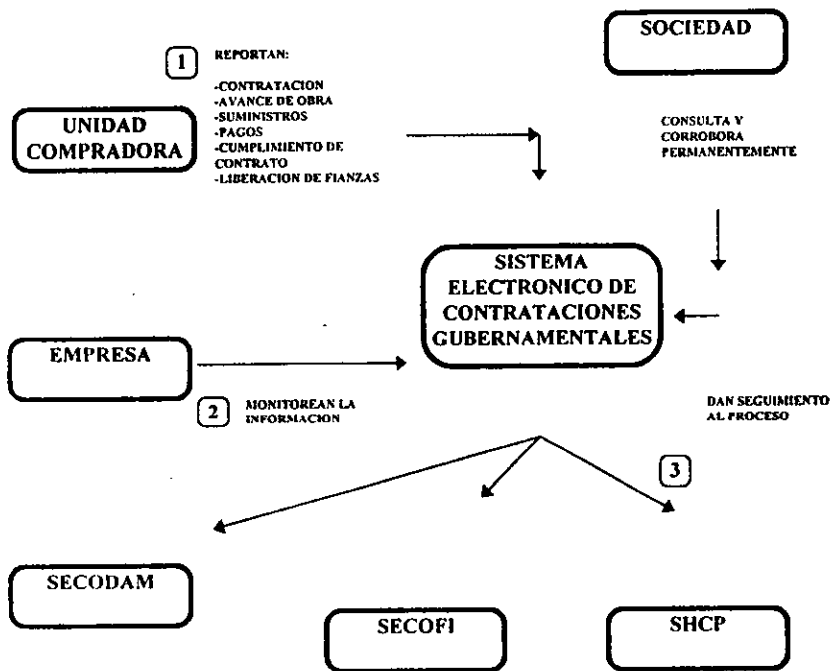 SOCIEDAD
1
REPORTAN:
-CONTRATACION
-AVANCE DE OBRA
-SUMINISTROS
-PAGOS
-CUMPLIMIENTO DE
CONTRATO
-LIBERACION DE FIANZAS
UNIDAD
COMPRADORA
CONSULTA Y
CORROBORA
PERMANENTEMENTE
SISTEMA
ELECTRONICO DE
CONTRATACIONES
GUBERNAMENTALES
EMPRESA
2
MONITOREAN LA
INFORMACION
DAN SEGUIMIENTO
AL PROCESO
3
SECODAM
SECOFI
SHCP